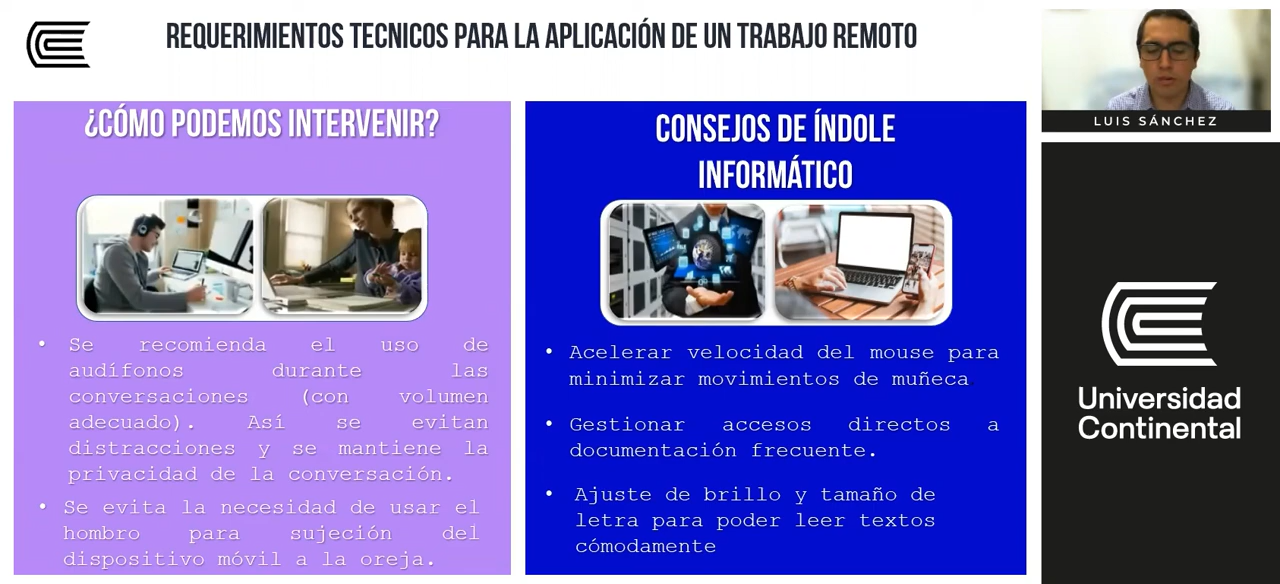 REQUERIMIENTOS TECNICOS PARA LA APLICACIÓN DE UN TRABAJO REMOTO
¿CÓMO PODEMOS INTERVENIR?
Se recomienda el uso de
audífonos durante las
conversaciones (con volumen
adecuado). Así se evitan
distracciones y se mantiene la
privacidad de la conversación.
Se evita la necesidad de usar el
hombro para sujeción del
dispositivo móvil a la oreja.
CONSEJOS DE ÍNDOLE
INFORMÁTICO
Acelerar velocidad del mouse para
minimizar movimientos de muñeca
Gestionar accesos directos a
documentación frecuente.
Ajuste de brillo y tamaño de
letra para poder leer textos
cómodamente
LUIS SÁNCHEZ
Universidad
Continental